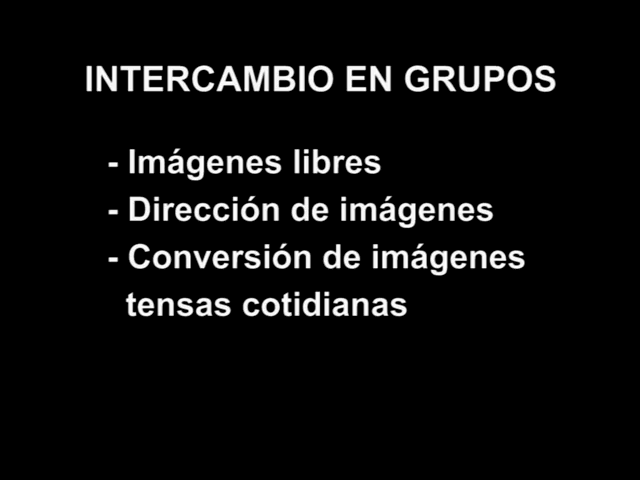 INTERCAMBIO EN GRUPOS
- Imágenes libres
- Dirección de imágenes
- Conversión de imágenes
tensas cotidianas